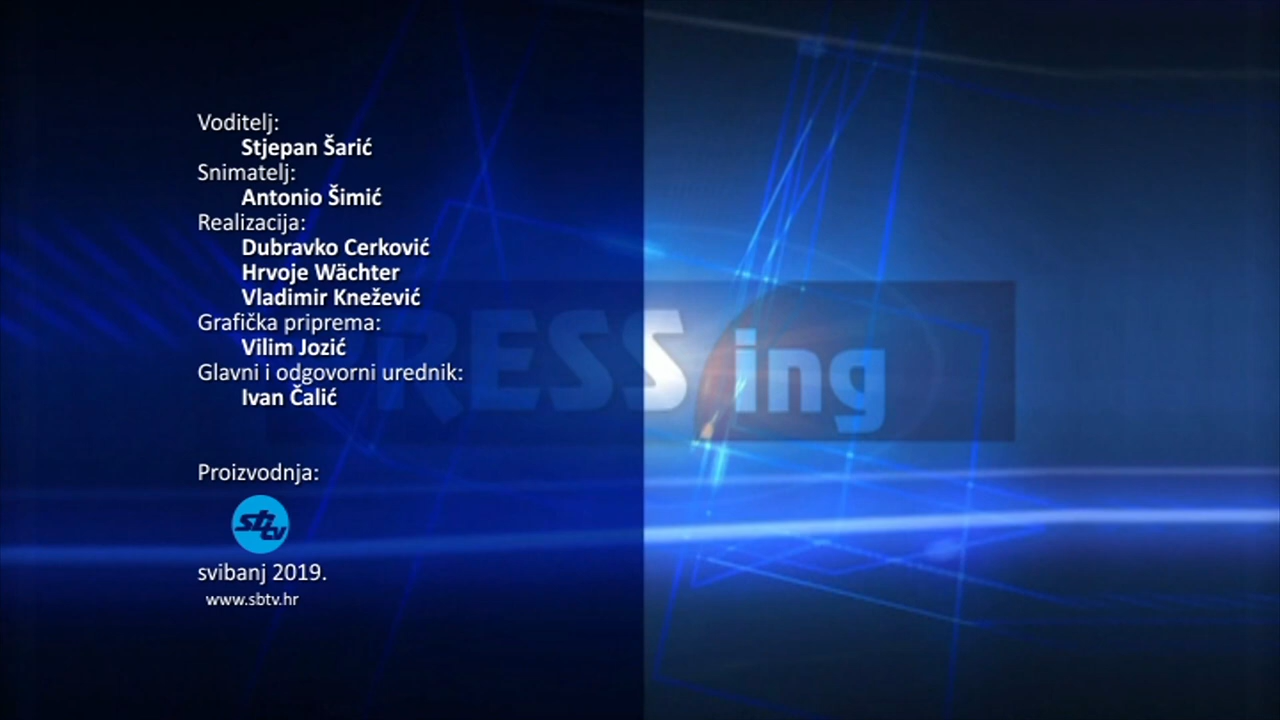 Voditelj:
Stjepan Šarić
Snimatelj:
Antonio Šimić
Realizacija:
Dubravko Cerković
Hrvoje Wächter
Vladimir Knežević
Grafička priprema:
Vilim Jozić
Glavni i odgovorni urednik:
Ivan Čalić
PRESSing
Proizvodnja:
sbtv
svibanj 2019.
www.sbtv.hr